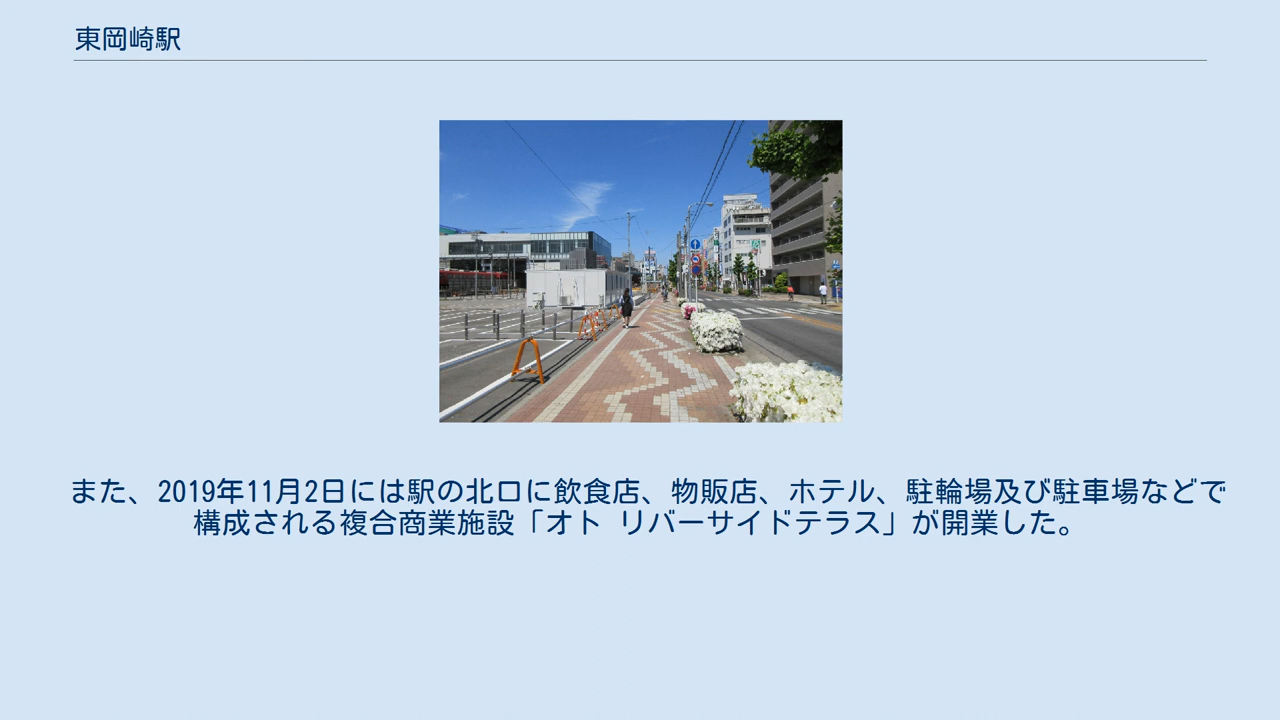 東岡崎駅
また、2019年11月2日には駅の北口に飲食店、物販店、ホテル、駐輪場及び駐車場などで
構成される複合商業施設「オト リバーサイドテラス」が開業した。